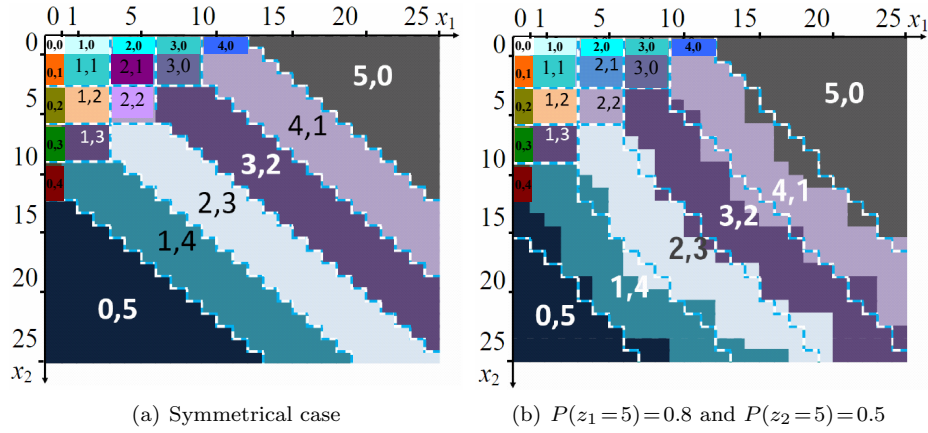 0 1 5 10 15 20 25 x1
0
5
10
15
20
25
x2
0,0 1,0 2,0 3,0 4,0
0,1 1,1 2,1 3,0 5,0
0,2 1,2 2,2 4,1
0,3 1,3 3,2
0,4 2,3
1,4
0,5
(a) Symmetrical case
0 1 5 10 15 20 25 x1
0
5
10
15
20
25
x2
0,0 1,0 2,0 3,0 4,0
0,1 1,1 2,1 3,0 5,0
0,2 1,2 2,2
0,3 1,3
0,4 4,1
3,2
2,3
1,4
0,5
(b) P(z1=5)=0.8 and P(z2=5)=0.5